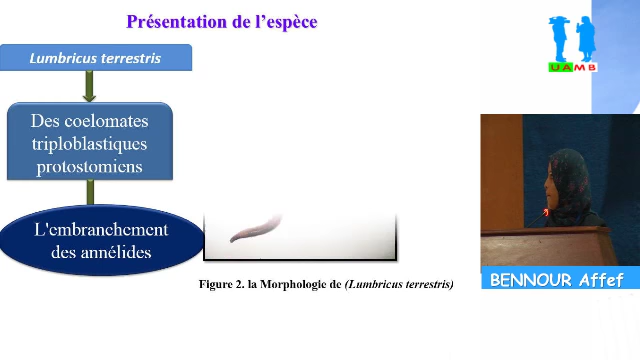 Présentation de l'espèce
Lumbricus terrestris
Des coelomates
triploblastiques
protostomiens
L'embranchement
des annélides
Figure 2. la Morphologie de (Lumbricus terrestris)
UAMB
BENNOUR Affef